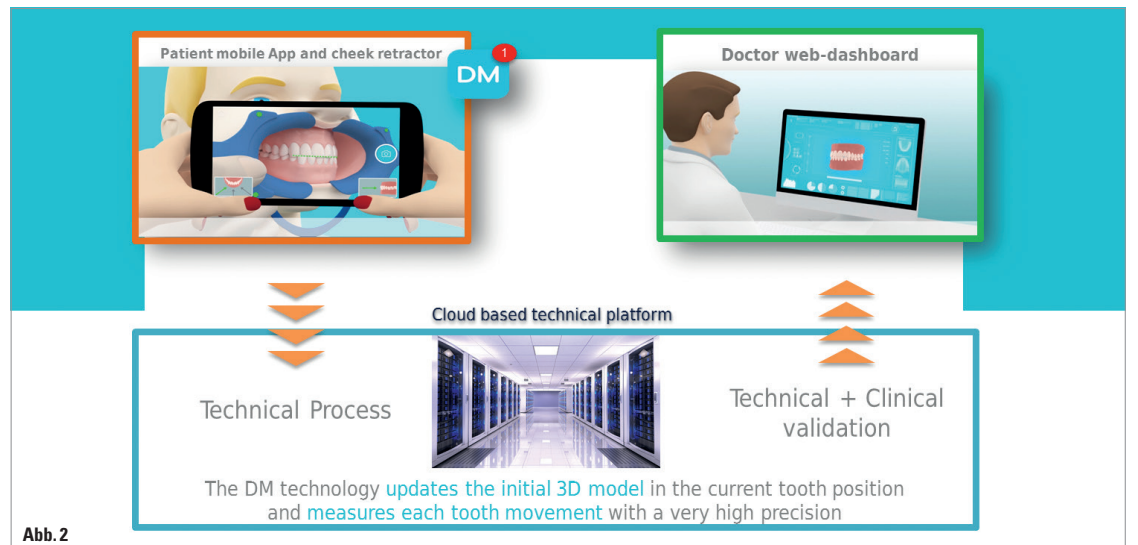 Patient mobile App and cheek retractor
1
DM
Doctor web-dashboard
Cloud based technical platform
Technical Process
Technical + Clinical
validation
The DM technology updates the initial 3D model in the current tooth position
and measures each tooth movement with a very high precision
Abb. 2